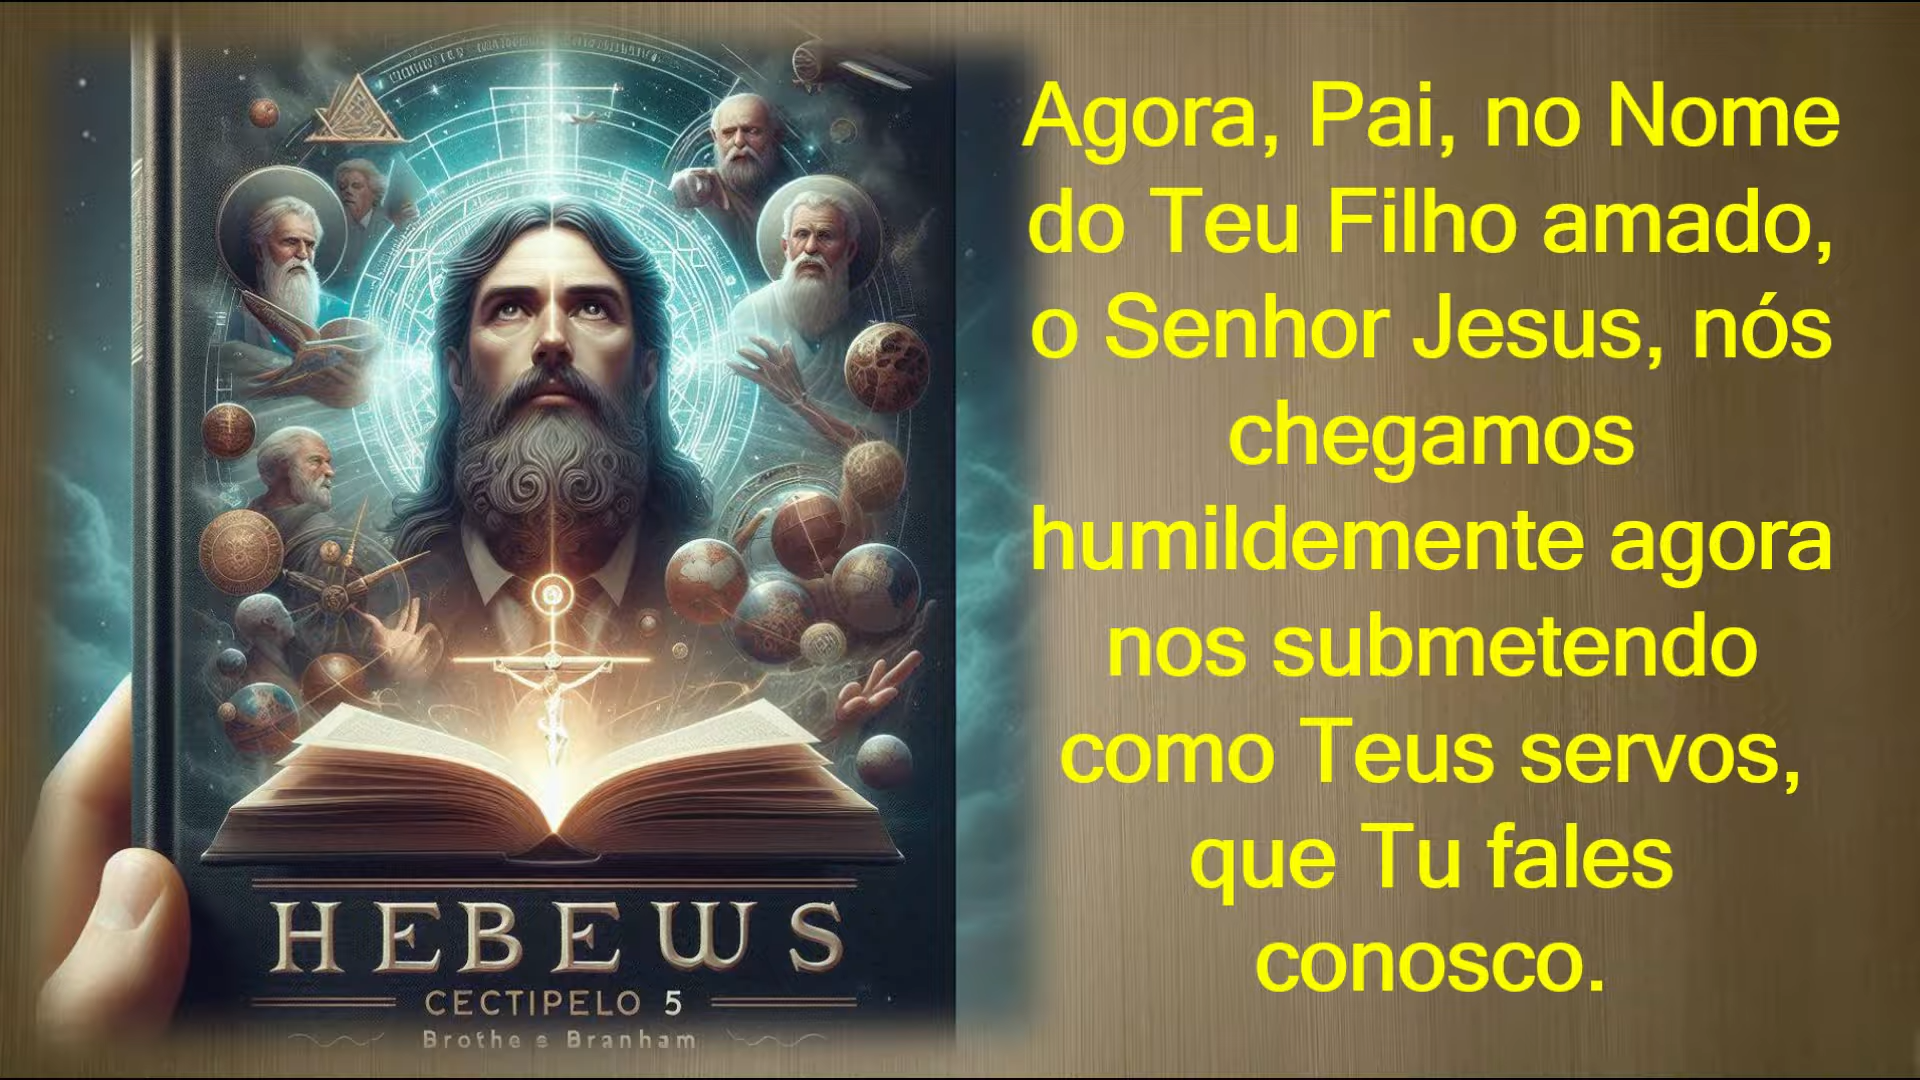 Agora, Pai, no Nome
do Teu Filho amado,
o Senhor Jesus, nós
chegamos
humildemente agora
nos submetendo
como Teus servos,
que Tu fales
conosco.
HEBEWS
CECTIPELO 5
Brothe s Branham